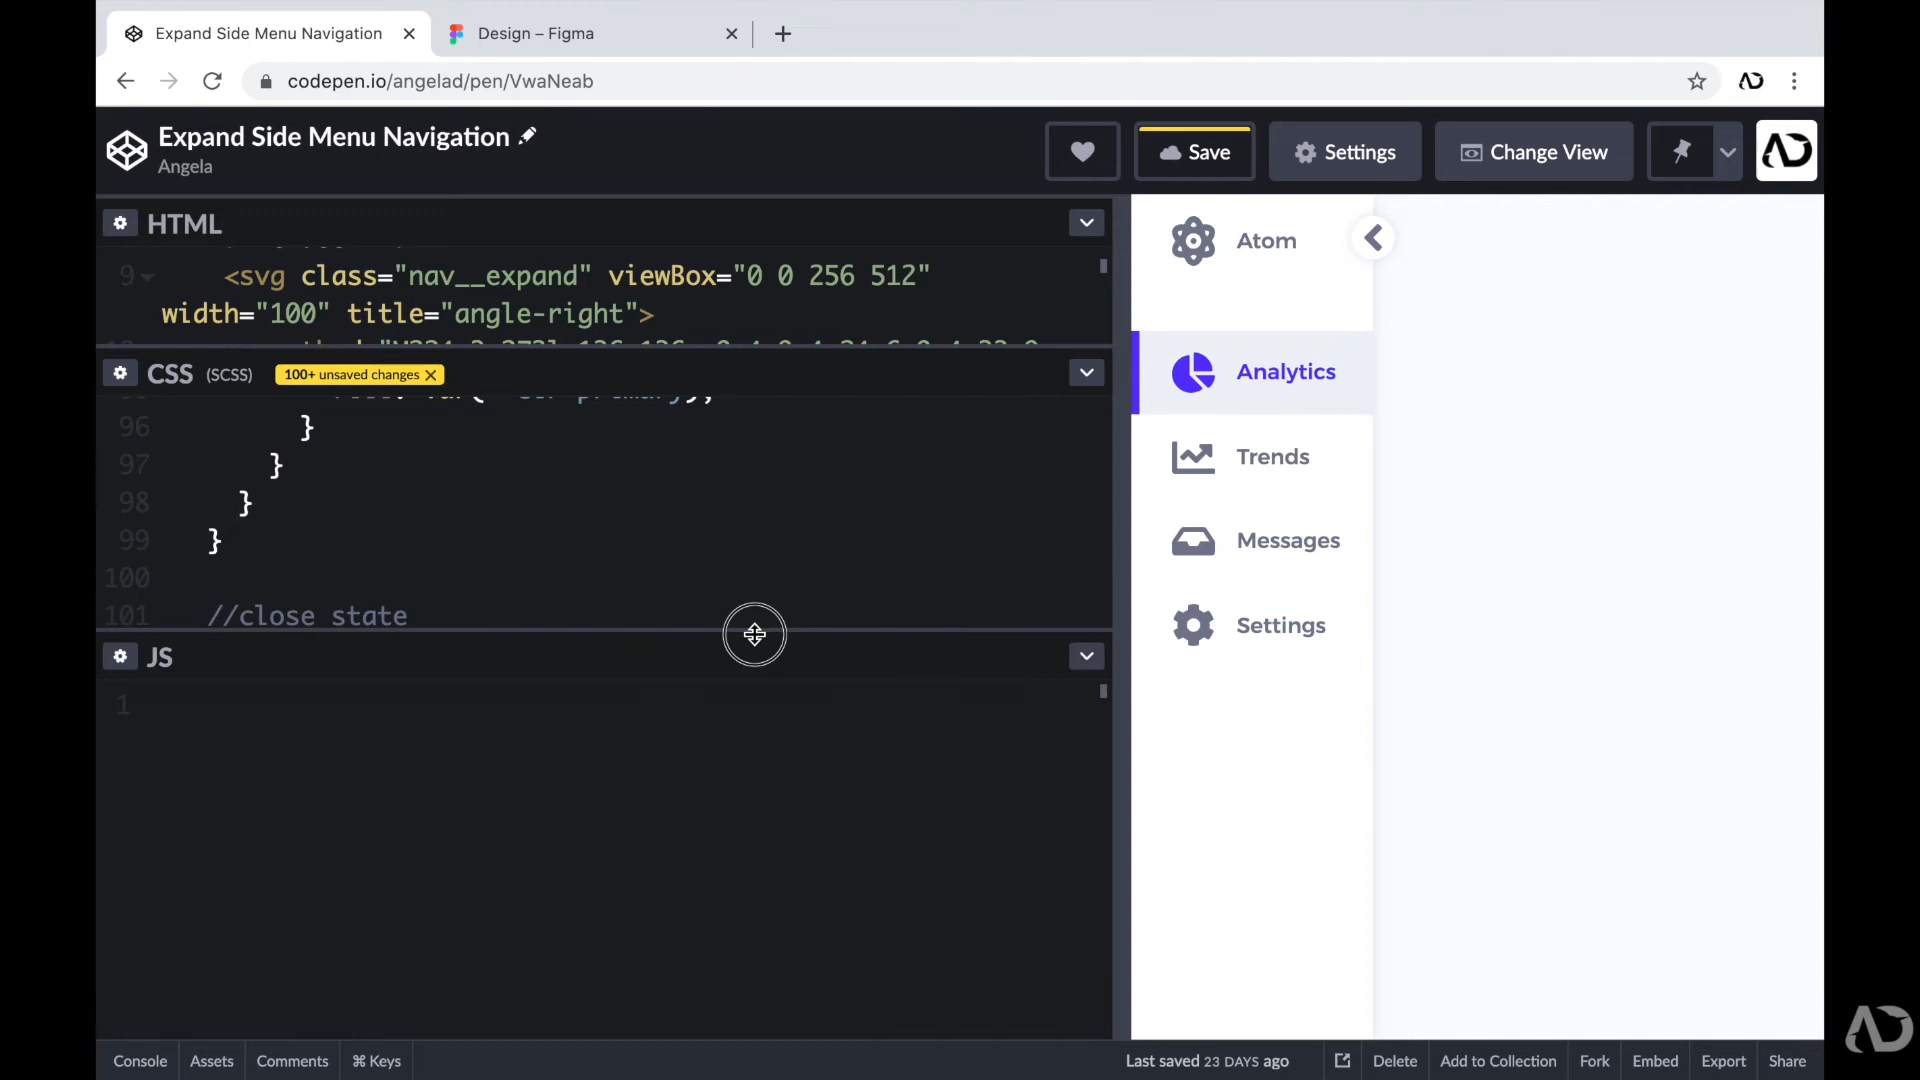 Expand Side Menu Navigation
Design – Figma
codepen.io/angelad/pen/VwaNeab
Expand Side Menu Navigation
Angela
Save
Settings
Change View
HTML
9
<svg class="nav__expand" viewBox="0 0 256 512"
width="100" title="angle-right">
CSS (SCSS) 100+ unsaved changes
96 }
97 }
98 }
99 }
100
101 //close state
JS
1
Atom
Analytics
Trends
Messages
Settings
Console
Assets
Comments
⌘ Keys
Last saved 23 DAYS ago
Delete
Add to Collection
Fork
Embed
Export
Share